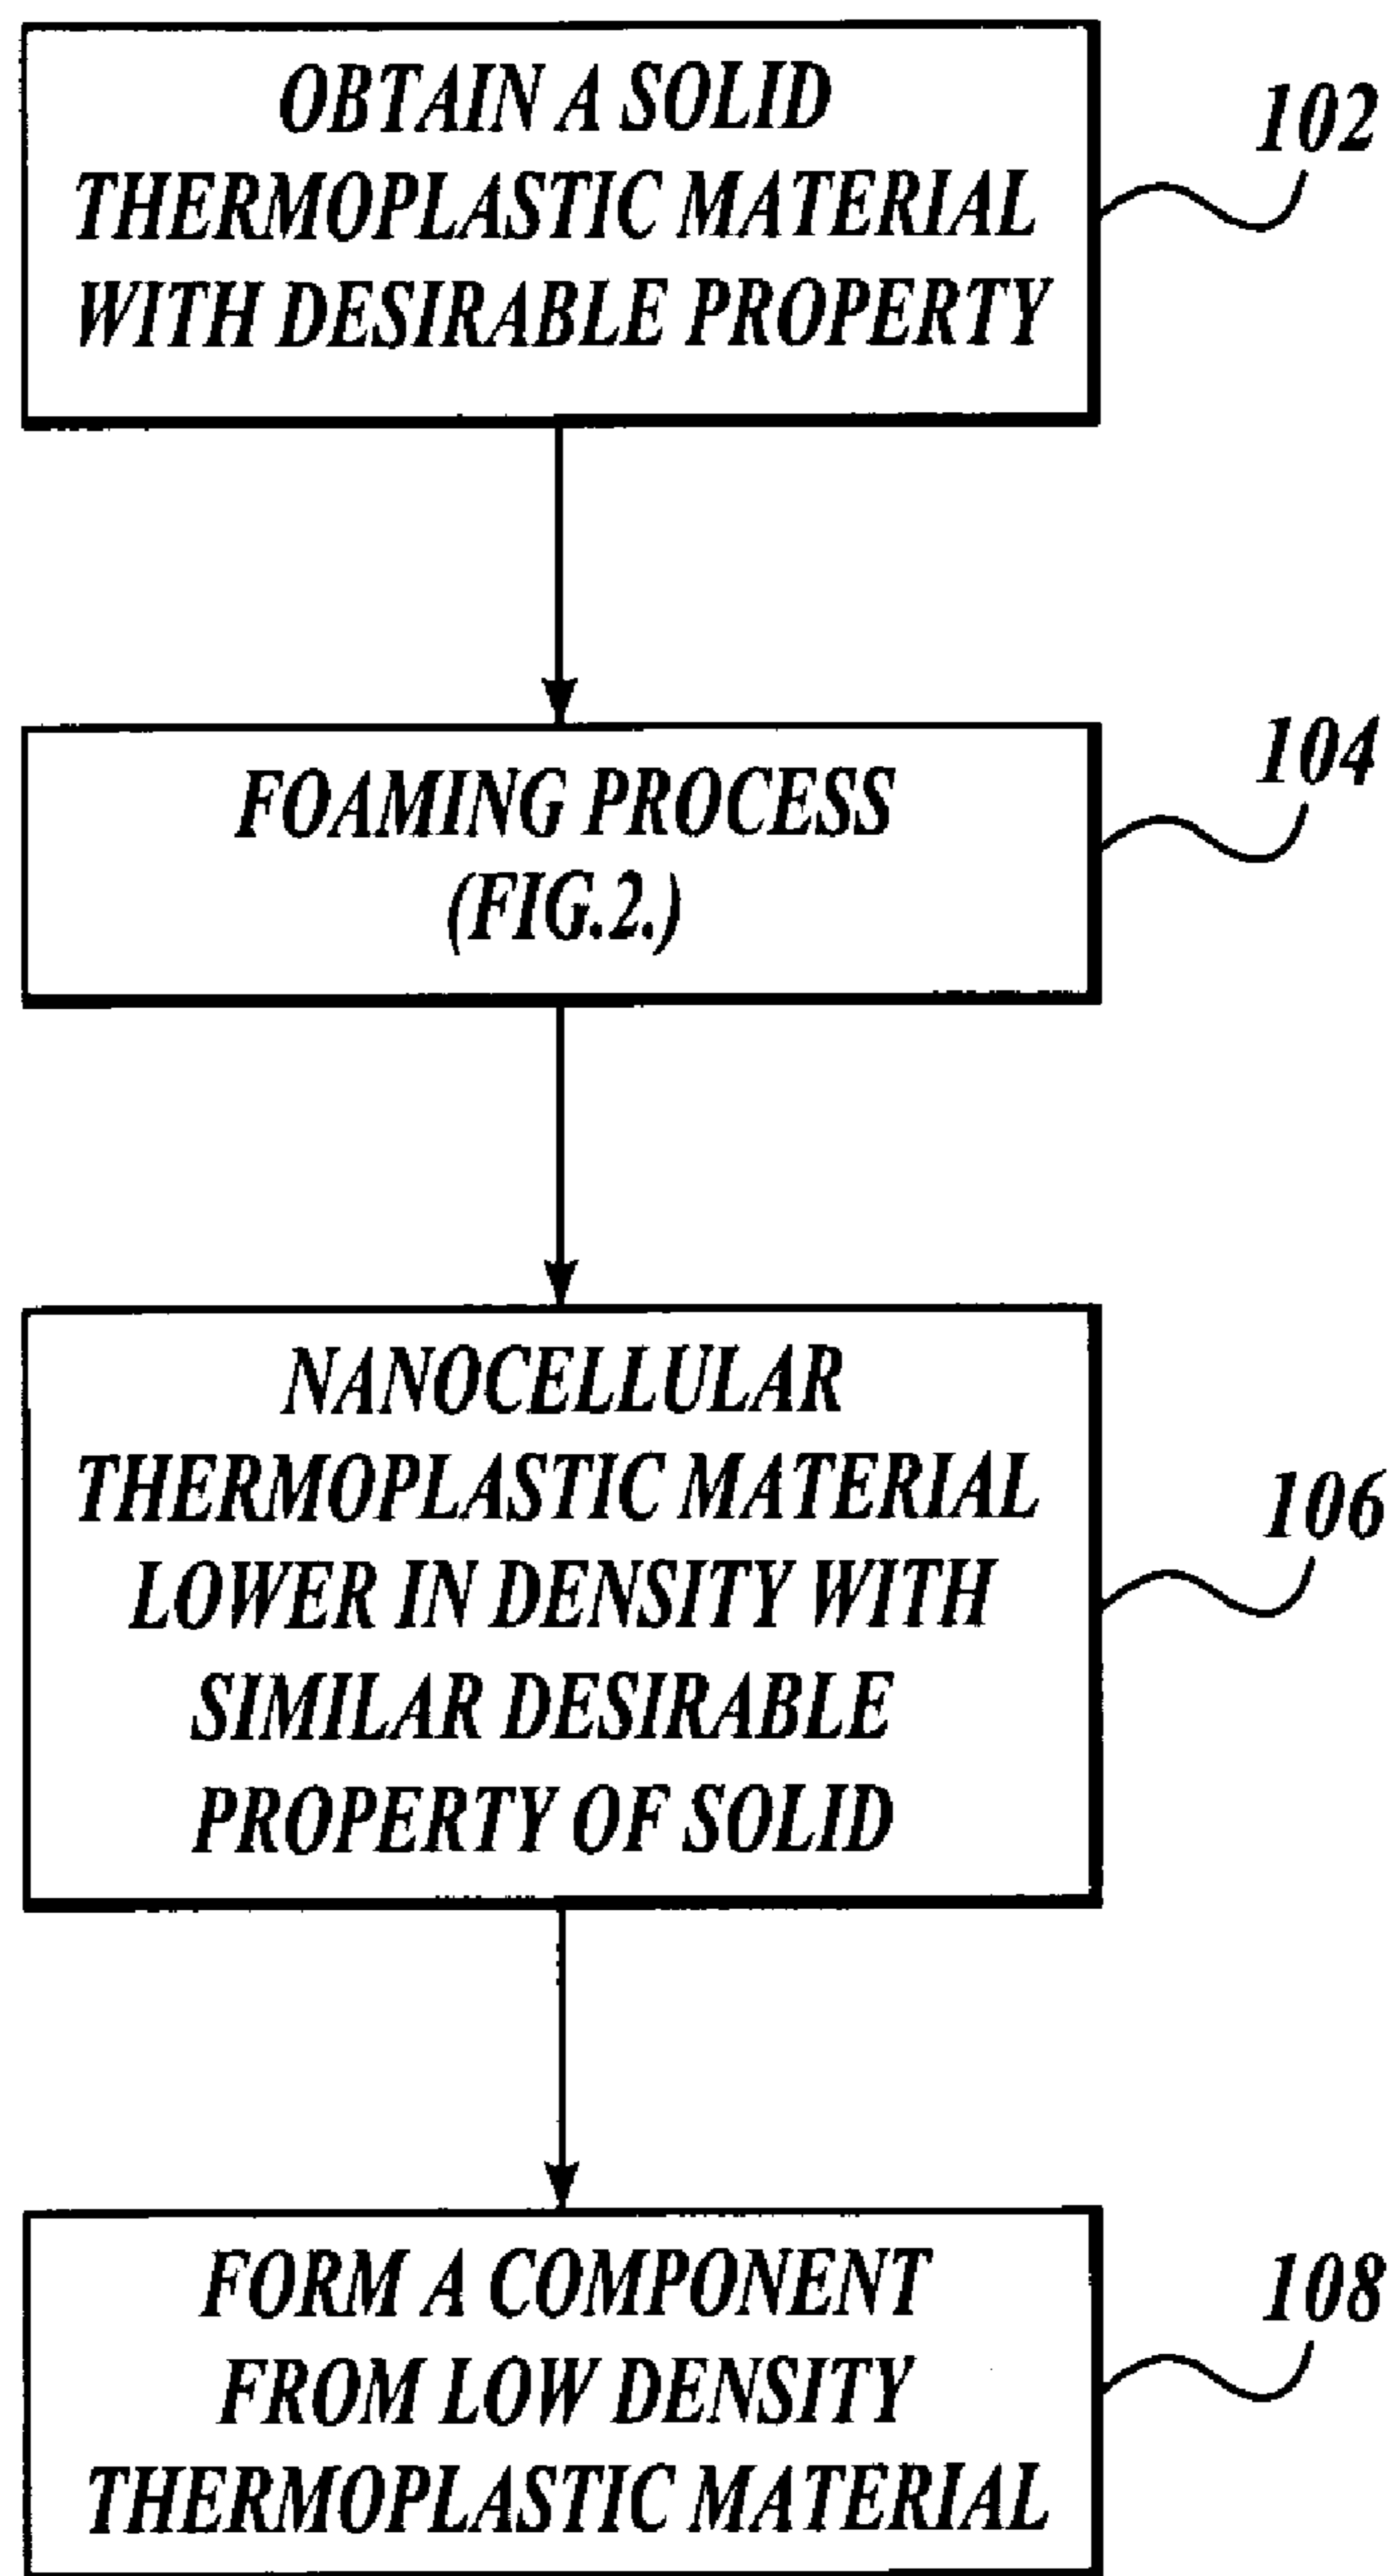 OBTAIN A SOLID
THERMOPLASTIC MATERIAL
WITH DESIRABLE PROPERTY
102
FOAMING PROCESS
(FIG.2.)
104
NANOCELLULAR
THERMOPLASTIC MATERIAL
LOWER IN DENSITY WITH
SIMILAR DESIRABLE
PROPERTY OF SOLID
106
FORM A COMPONENT
FROM LOW DENSITY
THERMOPLASTIC MATERIAL
108